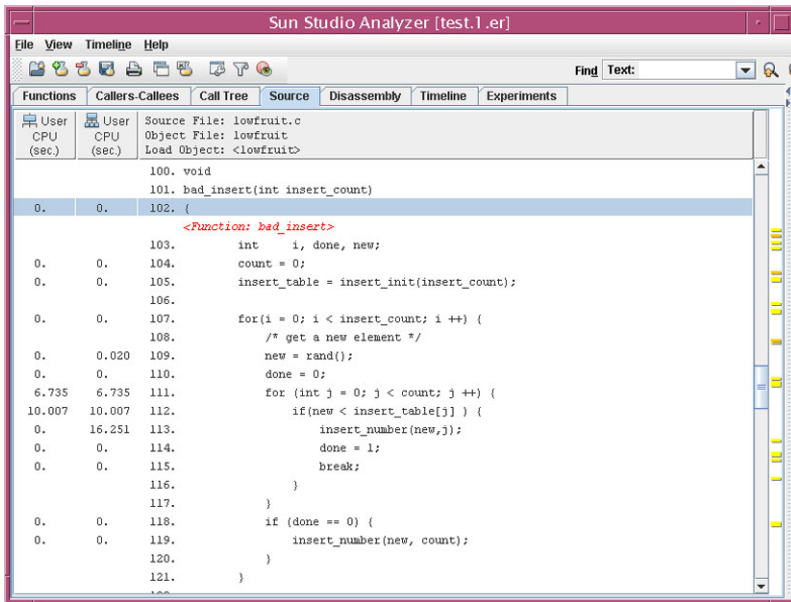 Sun Studio Analyzer [test.1.er]
File View Timeline Help
Find Text:
Functions Callers-Callees Call Tree Source Disassembly Timeline Experiments
User CPU (sec.) User CPU (sec.)
Source File: lowfruit.c
Object File: lowfruit
Load Object: <lowfruit>
100. void
101. bad_insert(int insert_count)
0. 0. 102. {
<Function: bad_insert>
103. int i, done, new;
0. 0. 104. count = 0;
0. 0. 105. insert_table = insert_init(insert_count);
106.
0. 0. 107. for(i = 0; i < insert_count; i ++) {
108. /* get a new element */
0. 0.020 109. new = rand();
0. 0. 110. done = 0;
6.735 6.735 111. for (int j = 0; j < count; j ++) {
10.007 10.007 112. if(new < insert_table[j] ) {
0. 16.251 113. insert_number(new,j);
0. 0. 114. done = 1;
0. 0. 115. break;
116. }
117. }
0. 0. 118. if (done == 0) {
0. 0. 119. insert_number(new, count);
120. }
121. }